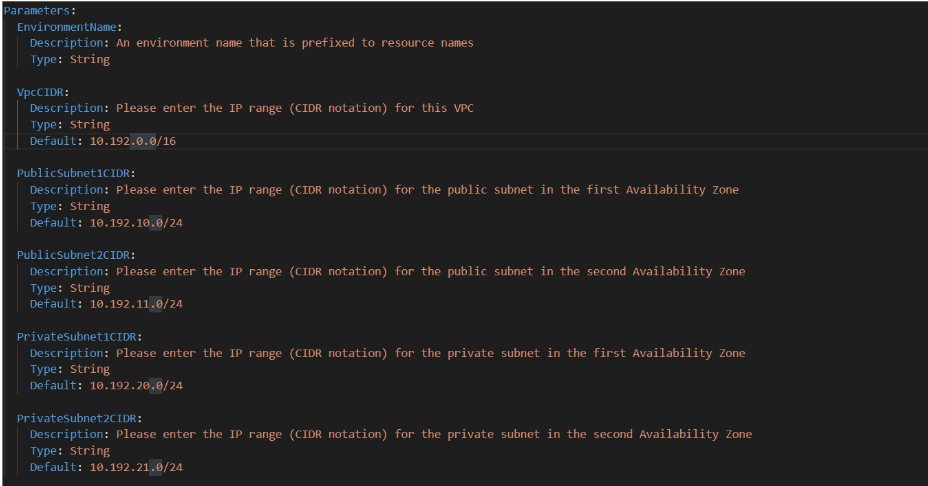 Parameters:
EnvironmentName:
Description: An environment name that is prefixed to resource names
Type: String
VpcCIDR:
Description: Please enter the IP range (CIDR notation) for this VPC
Type: String
Default: 10.192.0.0/16
PublicSubnet1CIDR:
Description: Please enter the IP range (CIDR notation) for the public subnet in the first Availability Zone
Type: String
Default: 10.192.10.0/24
PublicSubnet2CIDR:
Description: Please enter the IP range (CIDR notation) for the public subnet in the second Availability Zone
Type: String
Default: 10.192.11.0/24
PrivateSubnet1CIDR:
Description: Please enter the IP range (CIDR notation) for the private subnet in the first Availability Zone
Type: String
Default: 10.192.20.0/24
PrivateSubnet2CIDR:
Description: Please enter the IP range (CIDR notation) for the private subnet in the second Availability Zone
Type: String
Default: 10.192.21.0/24